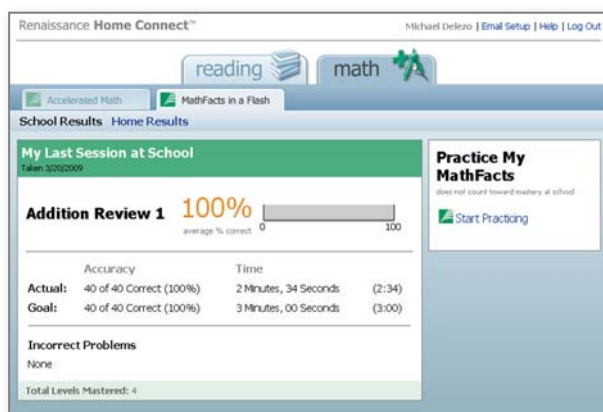 Renaissance Home Connect™
Michael Delezo | Email Setup | Help | Log Out
reading math
Accelerated Math MathFacts in a Flash
School Results Home Results
My Last Session at School
Taken 3/20/2009
Addition Review 1 100%
average % correct 0 100
Accuracy Time
Actual: 40 of 40 Correct (100%) 2 Minutes, 34 Seconds (2:34)
Goal: 40 of 40 Correct (100%) 3 Minutes, 00 Seconds (3:00)
Incorrect Problems
None
Total Levels Mastered: 4
Practice My
MathFacts
does not count toward mastery at school
Start Practicing